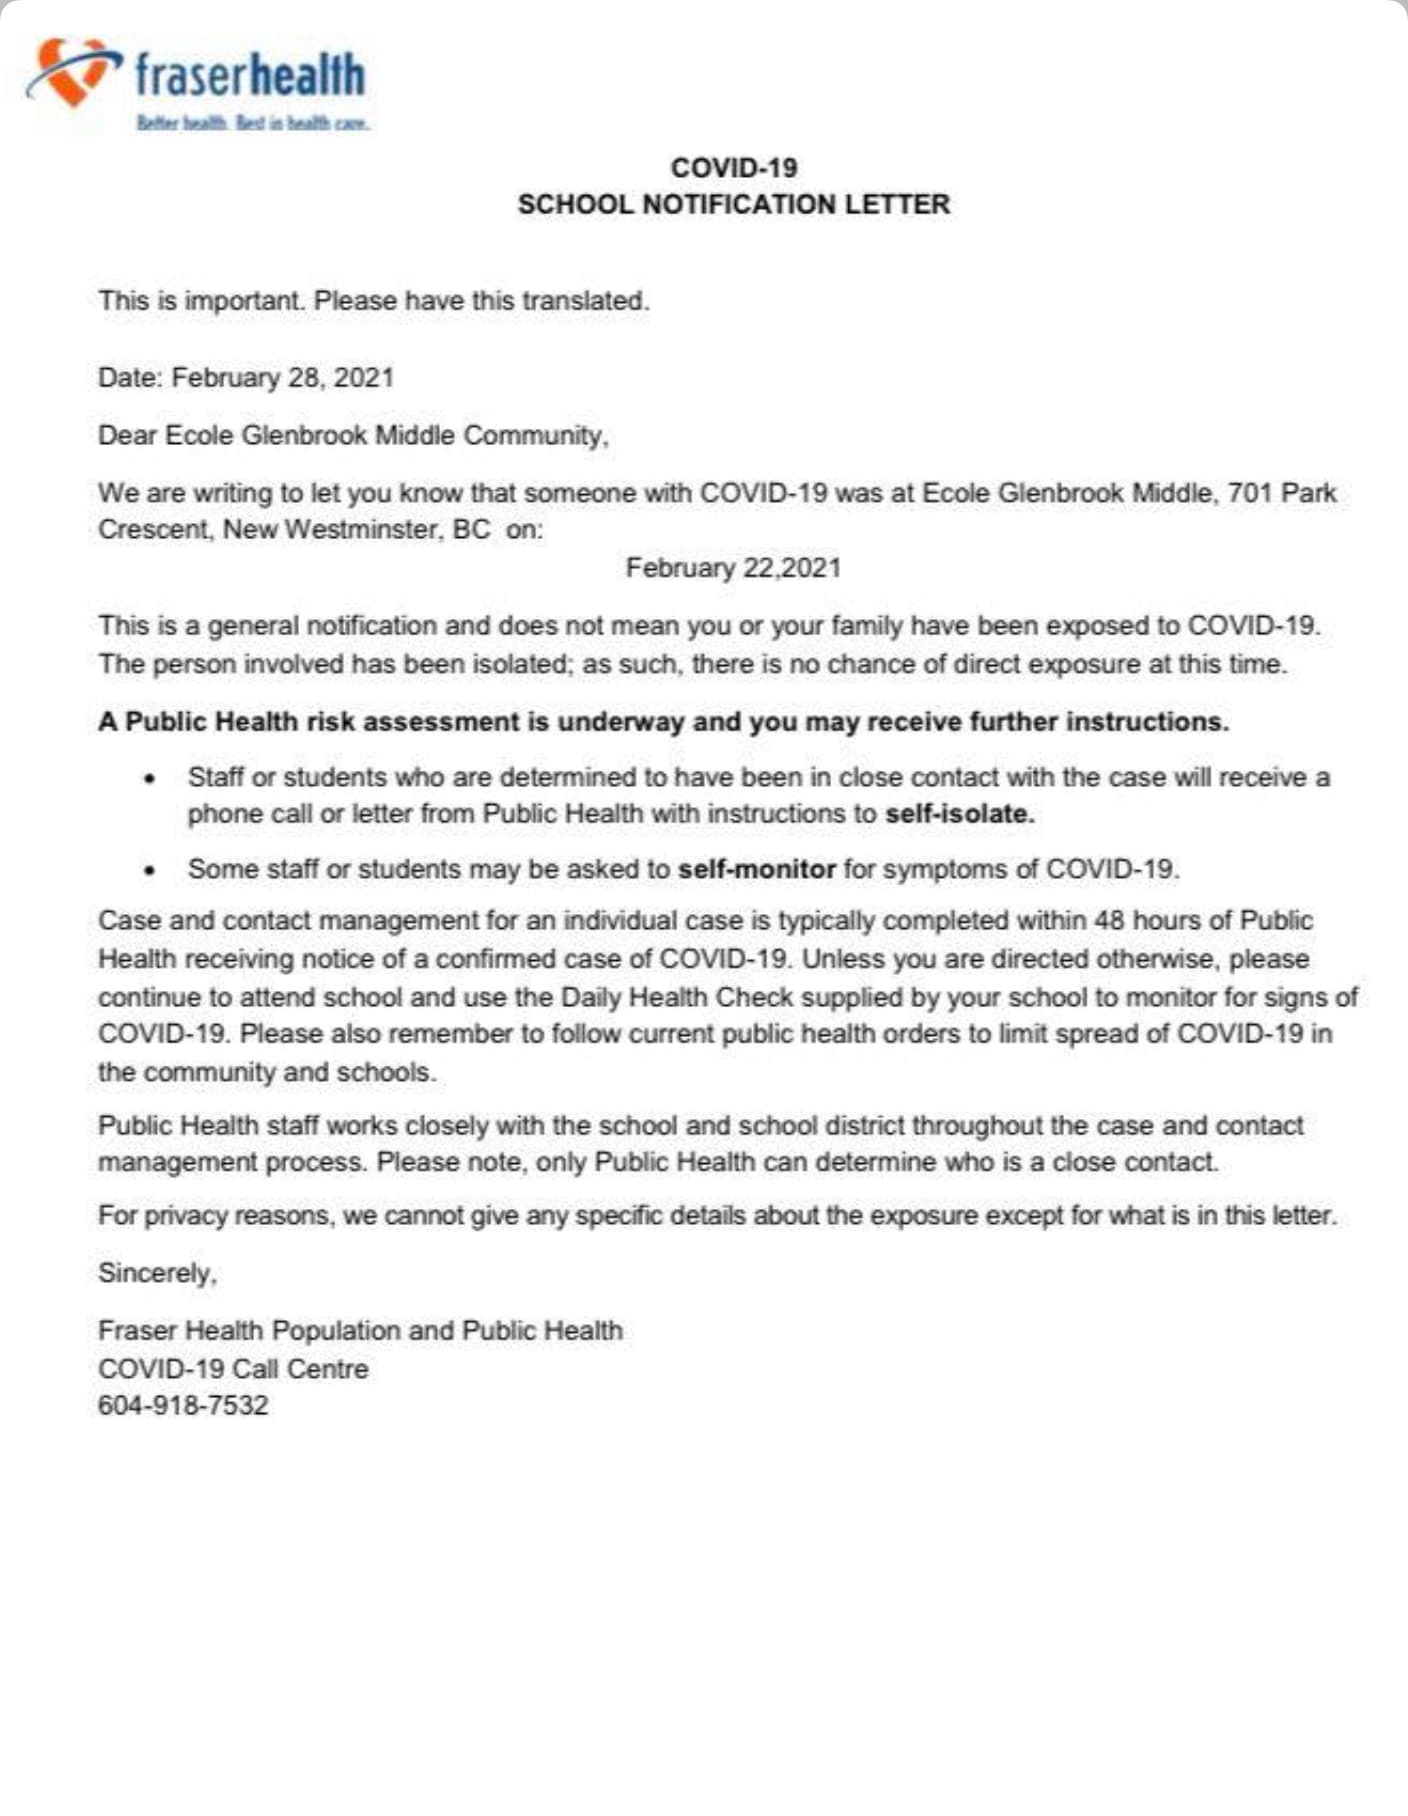 fraserhealth
Better health. Best in health care.
COVID-19
SCHOOL NOTIFICATION LETTER
This is important. Please have this translated.
Date: February 28, 2021
Dear Ecole Glenbrook Middle Community,
We are writing to let you know that someone with COVID-19 was at Ecole Glenbrook Middle, 701 Park
Crescent, New Westminster, BC on:
February 22,2021
This is a general notification and does not mean you or your family have been exposed to COVID-19.
The person involved has been isolated; as such, there is no chance of direct exposure at this time.
A Public Health risk assessment is underway and you may receive further instructions.
• Staff or students who are determined to have been in close contact with the case will receive a
phone call or letter from Public Health with instructions to self-isolate.
• Some staff or students may be asked to self-monitor for symptoms of COVID-19.
Case and contact management for an individual case is typically completed within 48 hours of Public
Health receiving notice of a confirmed case of COVID-19. Unless you are directed otherwise, please
continue to attend school and use the Daily Health Check supplied by your school to monitor for signs of
COVID-19. Please also remember to follow current public health orders to limit spread of COVID-19 in
the community and schools.
Public Health staff works closely with the school and school district throughout the case and contact
management process. Please note, only Public Health can determine who is a close contact.
For privacy reasons, we cannot give any specific details about the exposure except for what is in this letter.
Sincerely,
Fraser Health Population and Public Health
COVID-19 Call Centre
604-918-7532